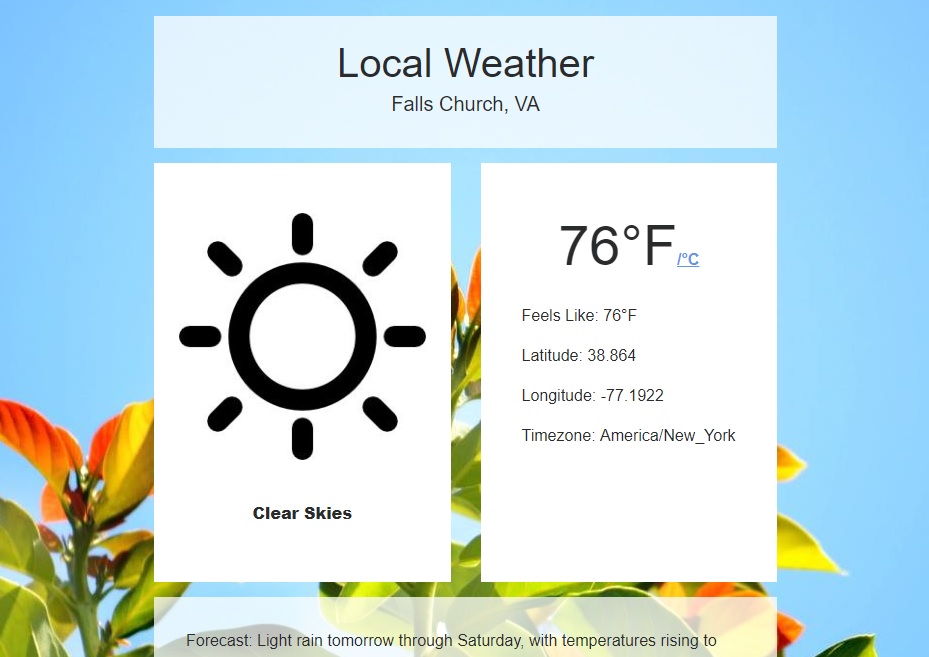 Local Weather
Falls Church, VA
Clear Skies
76°F/°C
Feels Like: 76°F
Latitude: 38.864
Longitude: -77.1922
Timezone: America/New_York
Forecast: Light rain tomorrow through Saturday, with temperatures rising to